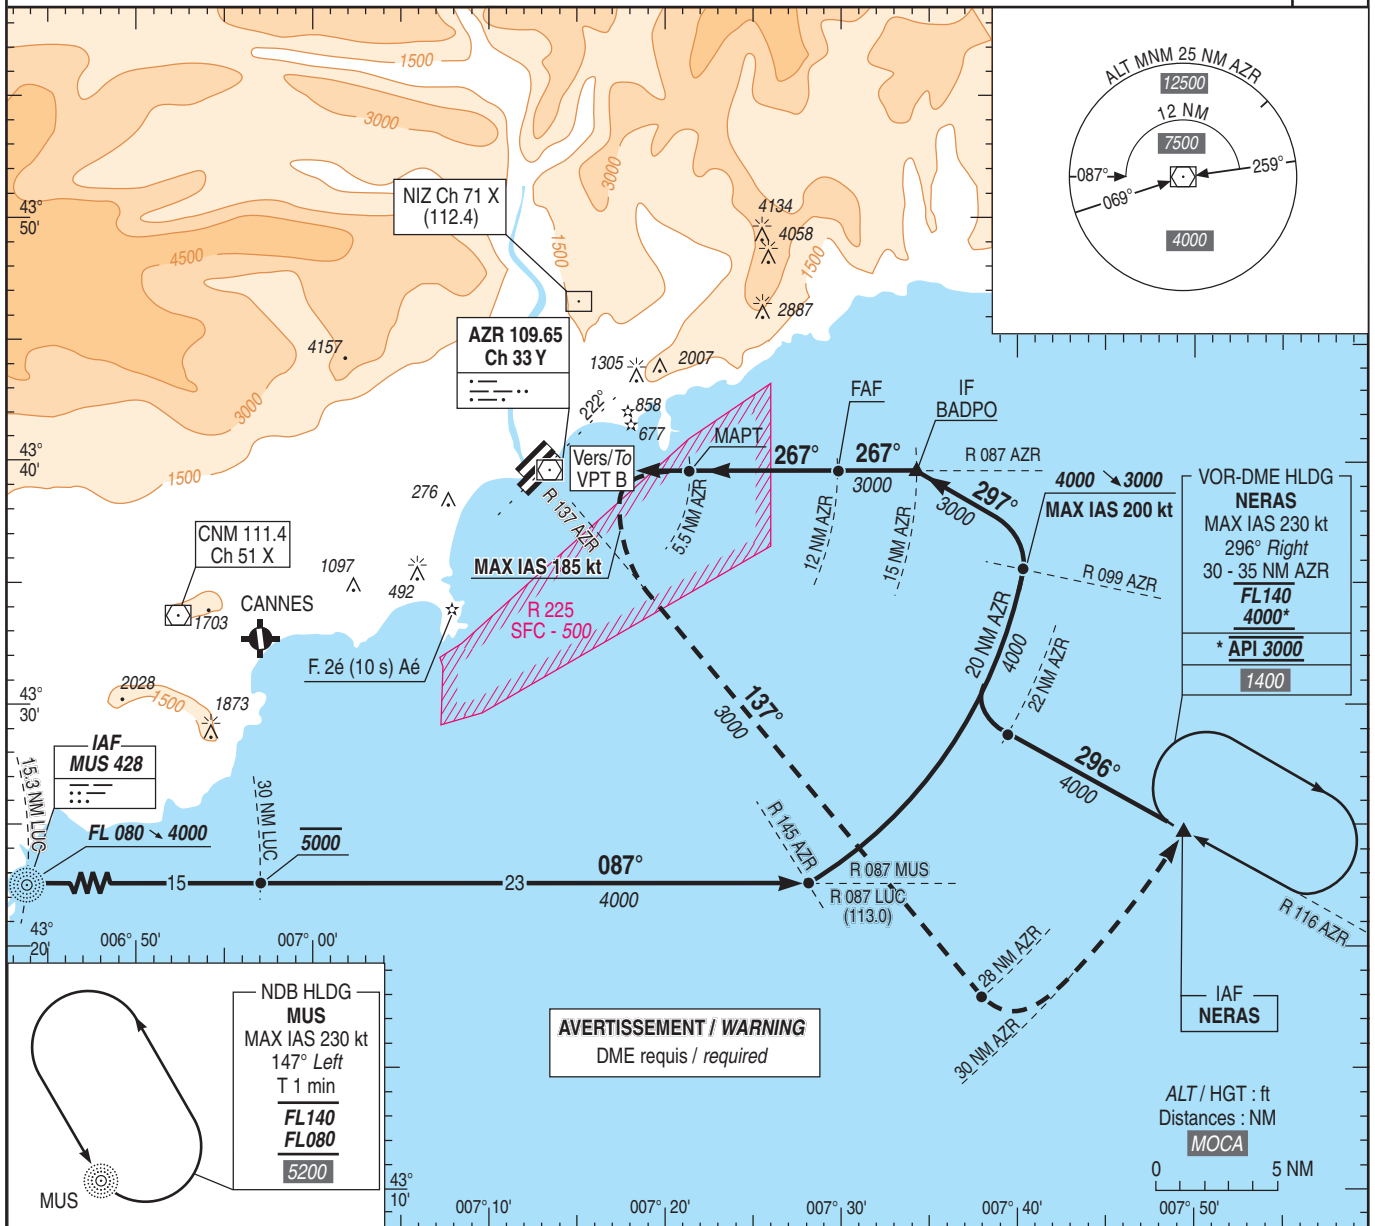 1500
3000
3000
4500
1500
1500
3000
1500
1500
NIZ Ch 71 X
(112.4)
4134
4058
2887
AZR 109.65
Ch 33 Y
1305
2007
858
677
222°
4157
ALT MNM 25 NM AZR
12500
12 NM
7500
087°
259°
069°
4000
43°
50'
43°
40'
43°
30'
43°
20'
43°
10'
FAF
IF
BADPO
MAPT
Vers/To
VPT B
267°
267°
3000
R 087 AZR
297°
3000
4000 ↘ 3000
MAX IAS 200 kt
R 137 AZR
5.5 NM AZR
12 NM AZR
15 NM AZR
MAX IAS 185 kt
R 099 AZR
R 225
SFC - 500
276
CNM 111.4
Ch 51 X
1097
492
1703
CANNES
F. 2é (10 s) Aé
2028
1873
VOR-DME HLDG
NERAS
MAX IAS 230 kt
296° Right
30 - 35 NM AZR
FL140
4000*
* API 3000
1400
20 NM AZR
4000
22 NM AZR
137°
3000
296°
4000
IAF
MUS 428
15.3 NM LUC
FL 080 ↘ 4000
30 NM LUC
5000
15
23
087°
4000
R 145 AZR
R 087 MUS
R 087 LUC
(113.0)
28 NM AZR
30 NM AZR
R 116 AZR
IAF
NERAS
006° 50'
007° 00'
NDB HLDG
MUS
MAX IAS 230 kt
147° Left
T 1 min
FL140
FL080
5200
MUS
AVERTISSEMENT / WARNING
DME requis / required
ALT / HGT : ft
Distances : NM
MOCA
0 5 NM
007° 10'
007° 20'
007° 30'
007° 40'
007° 50'